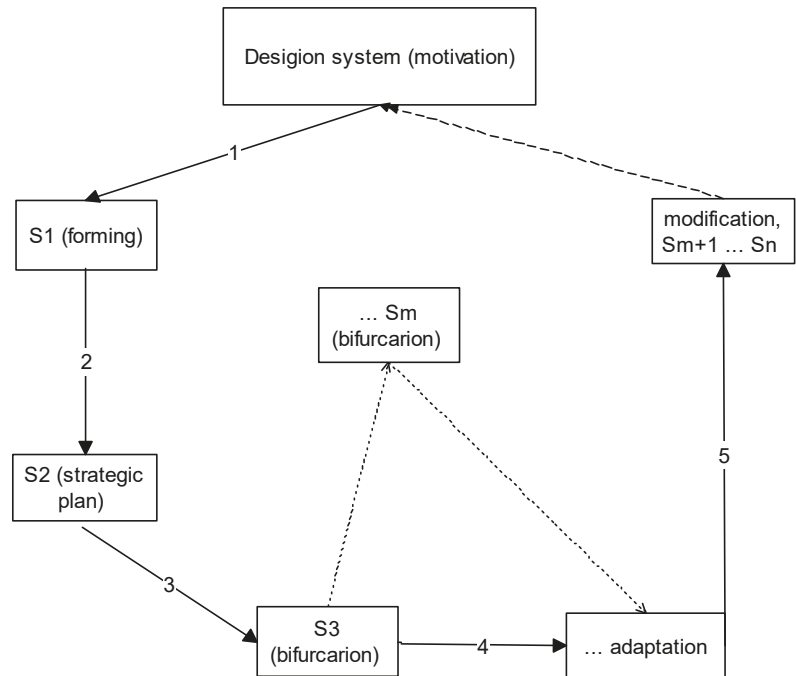 Desigion system (motivation)
1
S1 (forming)
modification,
Sm+1 ... Sn
2
... Sm
(bifurcarion)
5
S2 (strategic
plan)
3
S3
(bifurcarion)
4
... adaptation